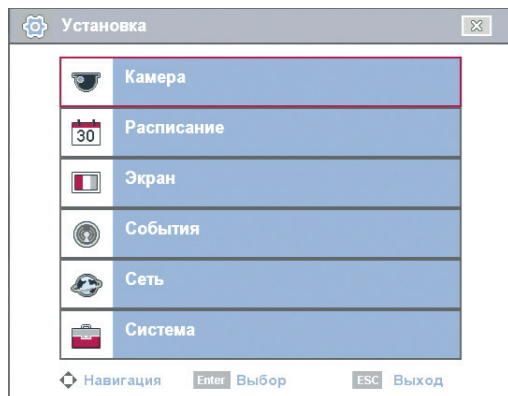 Установка
Камера
30
Расписание
Экран
События
Сеть
Система
Навигация Enter Выбор ESC Выход